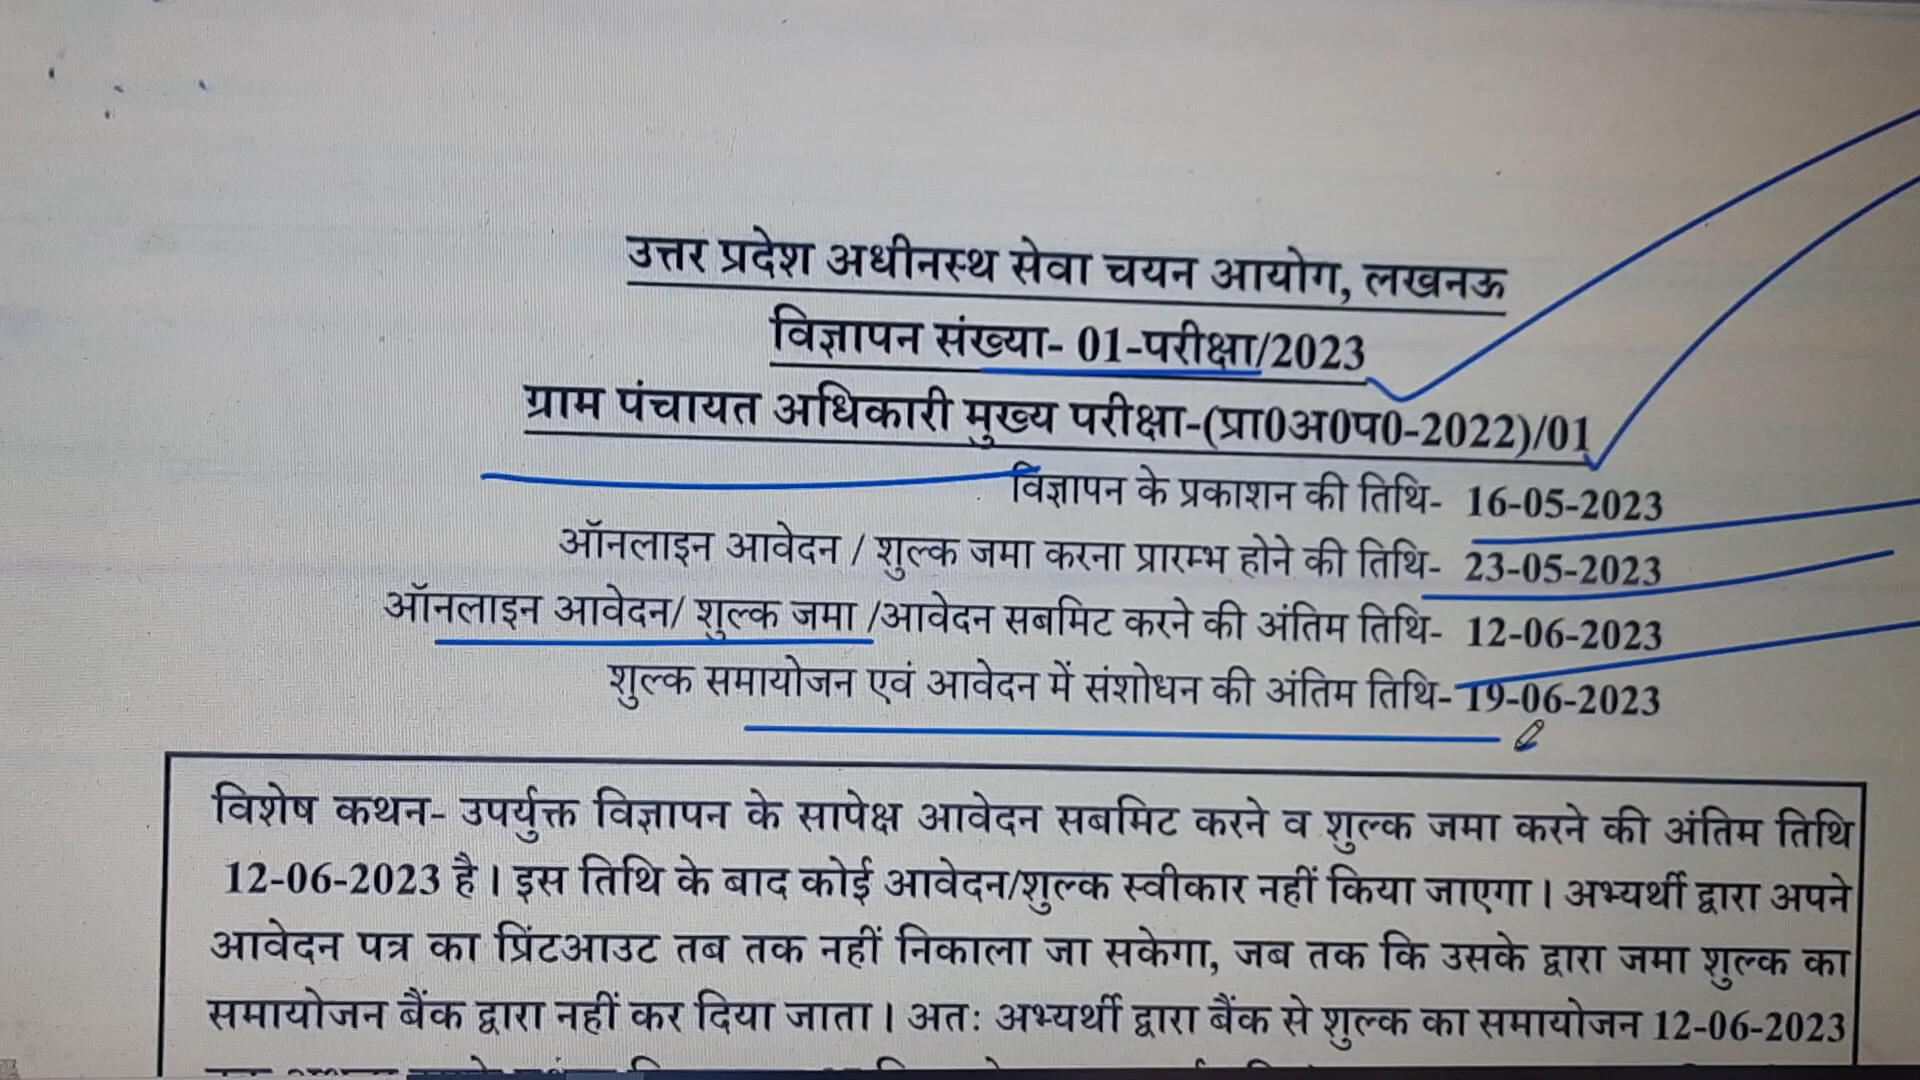 उत्तर प्रदेश अधीनस्थ सेवा चयन आयोग, लखनऊ
विज्ञापन संख्या- 01-परीक्षा/2023
ग्राम पंचायत अधिकारी मुख्य परीक्षा-(प्रा0अ0प0-2022)/01
विज्ञापन के प्रकाशन की तिथि- 16-05-2023
ऑनलाइन आवेदन / शुल्क जमा करना प्रारम्भ होने की तिथि- 23-05-2023
ऑनलाइन आवेदन/ शुल्क जमा /आवेदन सबमिट करने की अंतिम तिथि- 12-06-2023
शुल्क समायोजन एवं आवेदन में संशोधन की अंतिम तिथि- 19-06-2023
विशेष कथन- उपर्युक्त विज्ञापन के सापेक्ष आवेदन सबमिट करने व शुल्क जमा करने की अंतिम तिथि
12-06-2023 है। इस तिथि के बाद कोई आवेदन/शुल्क स्वीकार नहीं किया जाएगा। अभ्यर्थी द्वारा अपने
आवेदन पत्र का प्रिंटआउट तब तक नहीं निकाला जा सकेगा, जब तक कि उसके द्वारा जमा शुल्क का
समायोजन बैंक द्वारा नहीं कर दिया जाता। अतः अभ्यर्थी द्वारा बैंक से शुल्क का समायोजन 12-06-2023